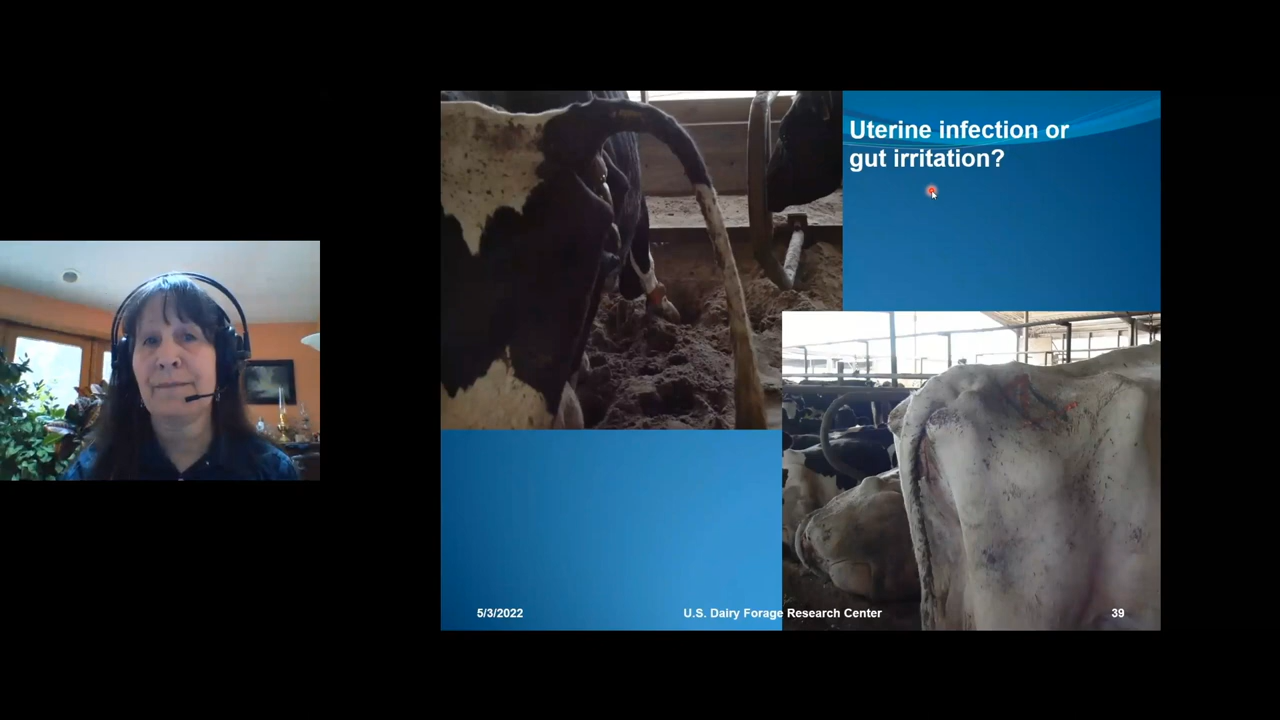 Uterine infection or
gut irritation?
5/3/2022
U.S. Dairy Forage Research Center
39